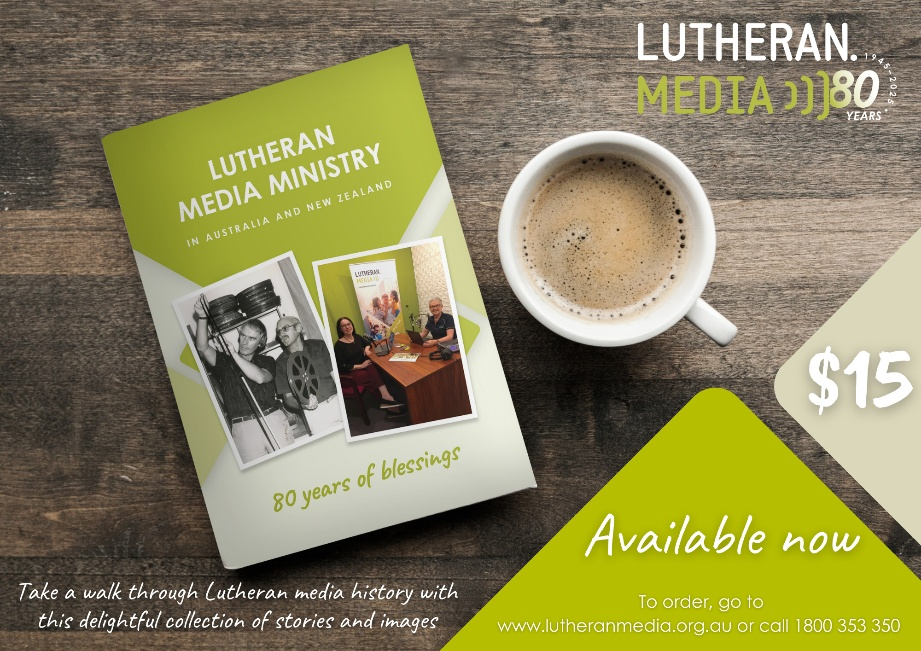 LUTHERAN.
MEDIA 80
1945-2025
YEARS
LUTHERAN
MEDIA MINISTRY
IN AUSTRALIA AND NEW ZEALAND
LUTHERAN.
MEDIA
80 years of blessings
$15
Available now
Take a walk through Lutheran media history with
this delightful collection of stories and images
To order, go to
www.lutheranmedia.org.au or call 1800 353 350